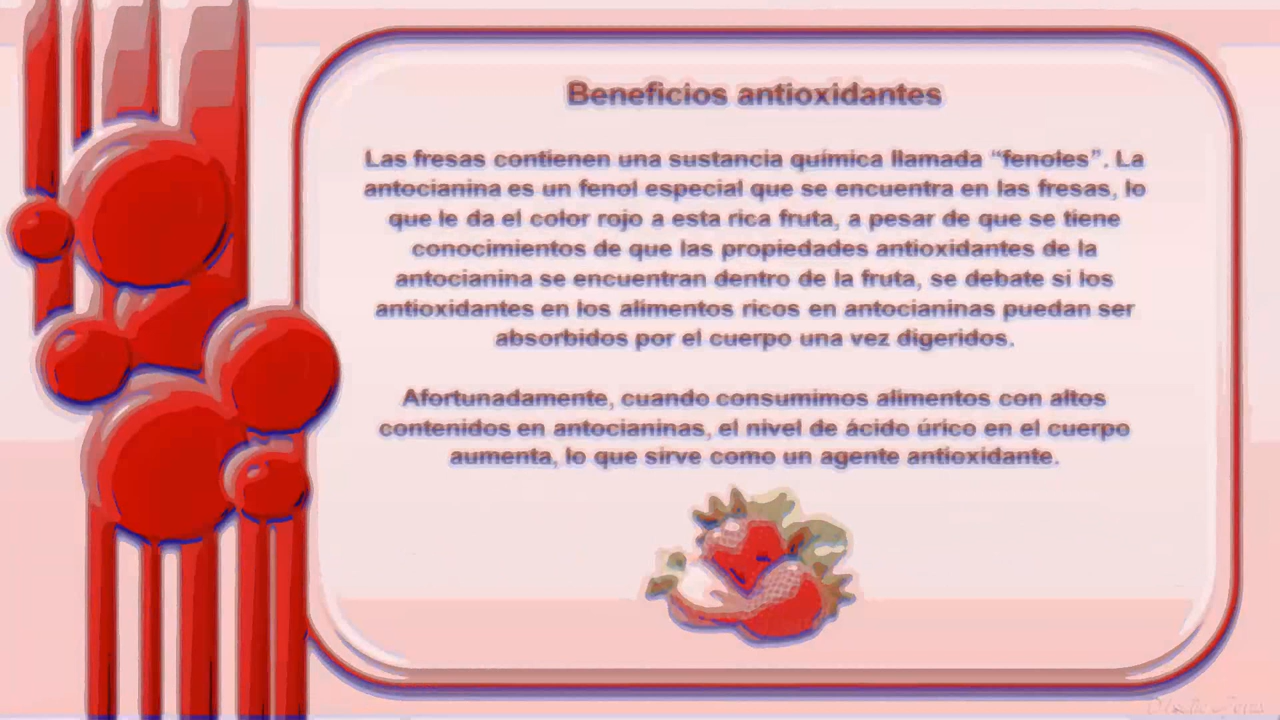 Beneficios antioxidantes
Las fresas contienen una sustancia química llamada “fenoles”. La
antocianina es un fenol especial que se encuentra en las fresas, lo
que le da el color rojo a esta rica fruta, a pesar de que se tiene
conocimientos de que las propiedades antioxidantes de la
antocianina se encuentran dentro de la fruta, se debate si los
antioxidantes en los alimentos ricos en antocianinas puedan ser
absorbidos por el cuerpo una vez digeridos.
Afortunadamente, cuando consumimos alimentos con altos
contenidos en antocianinas, el nivel de ácido úrico en el cuerpo
aumenta, lo que sirve como un agente antioxidante.